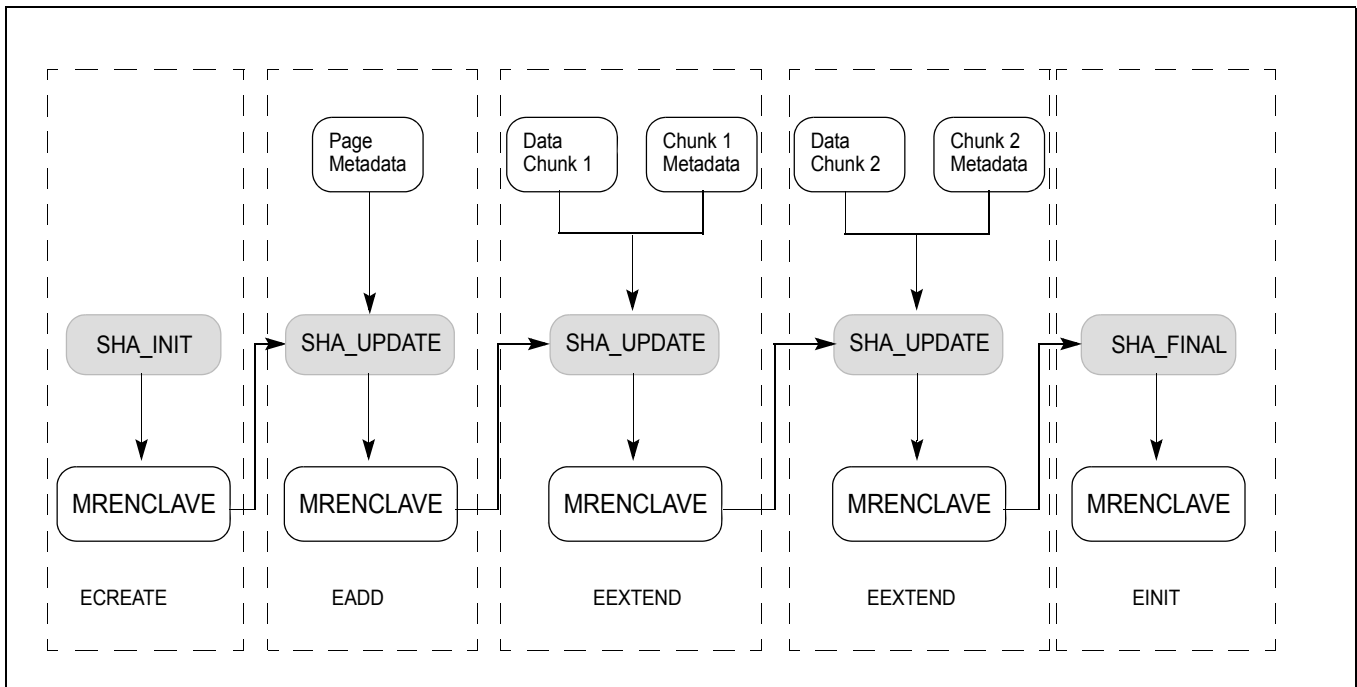 Page
Metadata
Data
Chunk 1
Chunk 1
Metadata
Data
Chunk 2
Chunk 2
Metadata
SHA_INIT
SHA_UPDATE
SHA_UPDATE
SHA_UPDATE
SHA_FINAL
MRENCLAVE
MRENCLAVE
MRENCLAVE
MRENCLAVE
MRENCLAVE
ECREATE
EADD
EEXTEND
EEXTEND
EINIT